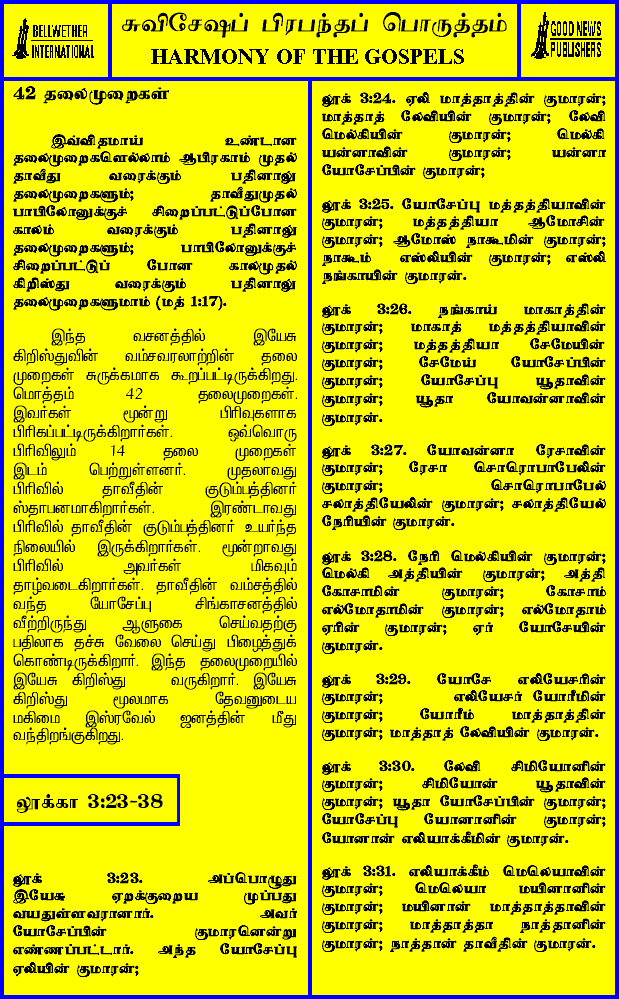 BELLWETHER
INTERNATIONAL
சுவிசேஷப் பிரபந்தப் பொருத்தம்
HARMONY OF THE GOSPELS
GOOD NEWS
PUBLISHERS
42 தலைமுறைகள்
இவ்விதமாய் உண்டான
தலைமுறைகளெல்லாம் ஆபிரகாம் முதல்
தாவீது வரைக்கும் பதினாலு
தலைமுறைகளும்; தாவீதுமுதல்
பாபிலோனுக்குச் சிறைப்பட்டுப்போன
காலம் வரைக்கும் பதினாலு
தலைமுறைகளும்; பாபிலோனுக்குச்
சிறைப்பட்டுப் போன காலமுதல்
கிறிஸ்து வரைக்கும் பதினாலு
தலைமுறைகளுமாம் (மத் 1:17).
இந்த வசனத்தில் இயேசு
கிறிஸ்துவின் வம்சவரலாற்றின் தலை
முறைகள் சுருக்கமாக கூறப்பட்டிருக்கிறது.
மொத்தம் 42 தலைமுறைகள்.
இவர்கள் மூன்று பிரிவுகளாக
பிரிகப்பட்டிருக்கிறார்கள். ஒவ்வொரு
பிரிவிலும் 14 தலை முறைகள்
இடம் பெற்றுள்ளனர். முதலாவது
பிரிவில் தாவீதின் குடும்பத்தினர்
ஸ்தாபனமாகிறார்கள். இரண்டாவது
பிரிவில் தாவீதின் குடும்பத்தினர் உயர்ந்த
நிலையில் இருக்கிறார்கள். மூன்றாவது
பிரிவில் அவர்கள் மிகவும்
தாழ்வடைகிறார்கள். தாவீதின் வம்சத்தில்
வந்த யோசேப்பு சிங்காசனத்தில்
வீற்றிருந்து ஆளுகை செய்வதற்கு
பதிலாக தச்சு வேலை செய்து பிழைத்துக்
கொண்டிருக்கிறார். இந்த தலைமுறையில்
இயேசு கிறிஸ்து வருகிறார். இயேசு
கிறிஸ்து மூலமாக தேவனுடைய
மகிமை இஸ்ரவேல் ஜனத்தின் மீது
வந்திறங்குகிறது.
லூக்கா 3:23-38
லூக் 3:23. அப்பொழுது
இயேசு ஏறக்குறைய முப்பது
வயதுள்ளவரானார். அவர்
யோசேப்பின் குமாரனென்று
எண்ணப்பட்டார். அந்த யோசேப்பு
ஏலியின் குமாரன்;
லூக் 3:24. ஏலி மாத்தாத்தின் குமாரன்;
மாத்தாத் லேவியின் குமாரன்; லேவி
மெல்கியின் குமாரன்; மெல்கி
யன்னாவின் குமாரன்; யன்னா
யோசேப்பின் குமாரன்;
லூக் 3:25. யோசேப்பு மத்தத்தியாவின்
குமாரன்; மத்தத்தியா ஆமோசின்
குமாரன்; ஆமோஸ் நாகூமின் குமாரன்;
நாகூம் எஸ்லியின் குமாரன்; எஸ்லி
நங்காயின் குமாரன்.
லூக் 3:26. நங்காய் மாகாத்தின்
குமாரன்; மாகாத் மத்தத்தியாவின்
குமாரன்; மத்தத்தியா சேமேயின்
குமாரன்; சேமேய் யோசேப்பின்
குமாரன்; யோசேப்பு யூதாவின்
குமாரன்; யூதா யோவன்னாவின்
குமாரன்.
லூக் 3:27. யோவன்னா ரேசாவின்
குமாரன்; ரேசா சொரொபாபேலின்
குமாரன்; சொரொபாபேல்
சலாத்தியேலின் குமாரன்; சலாத்தியேல்
நேரியின் குமாரன்.
லூக் 3:28. நேரி மெல்கியின் குமாரன்;
மெல்கி அத்தியின் குமாரன்; அத்தி
கோசாமின் குமாரன்; கோசாம்
எல்மோதாமின் குமாரன்; எல்மோதாம்
ஏரின் குமாரன்; ஏர் யோசேயின்
குமாரன்.
லூக் 3:29. யோசே எலியேசரின்
குமாரன்; எலியேசர் யோரீமின்
குமாரன்; யோரீம் மாத்தாத்தின்
குமாரன்; மாத்தாத் லேவியின் குமாரன்.
லூக் 3:30. லேவி சிமியோனின்
குமாரன்; சிமியோன் யூதாவின்
குமாரன்; யூதா யோசேப்பின் குமாரன்;
யோசேப்பு யோனானின் குமாரன்;
யோனான் எலியாக்கீமின் குமாரன்.
லூக் 3:31. எலியாக்கீம் மெலெயாவின்
குமாரன்; மெலெயா மயினானின்
குமாரன்; மயினான் மாத்தாத்தாவின்
குமாரன்; மாத்தாத்தா நாத்தானின்
குமாரன்; நாத்தான் தாவீதின் குமாரன்.